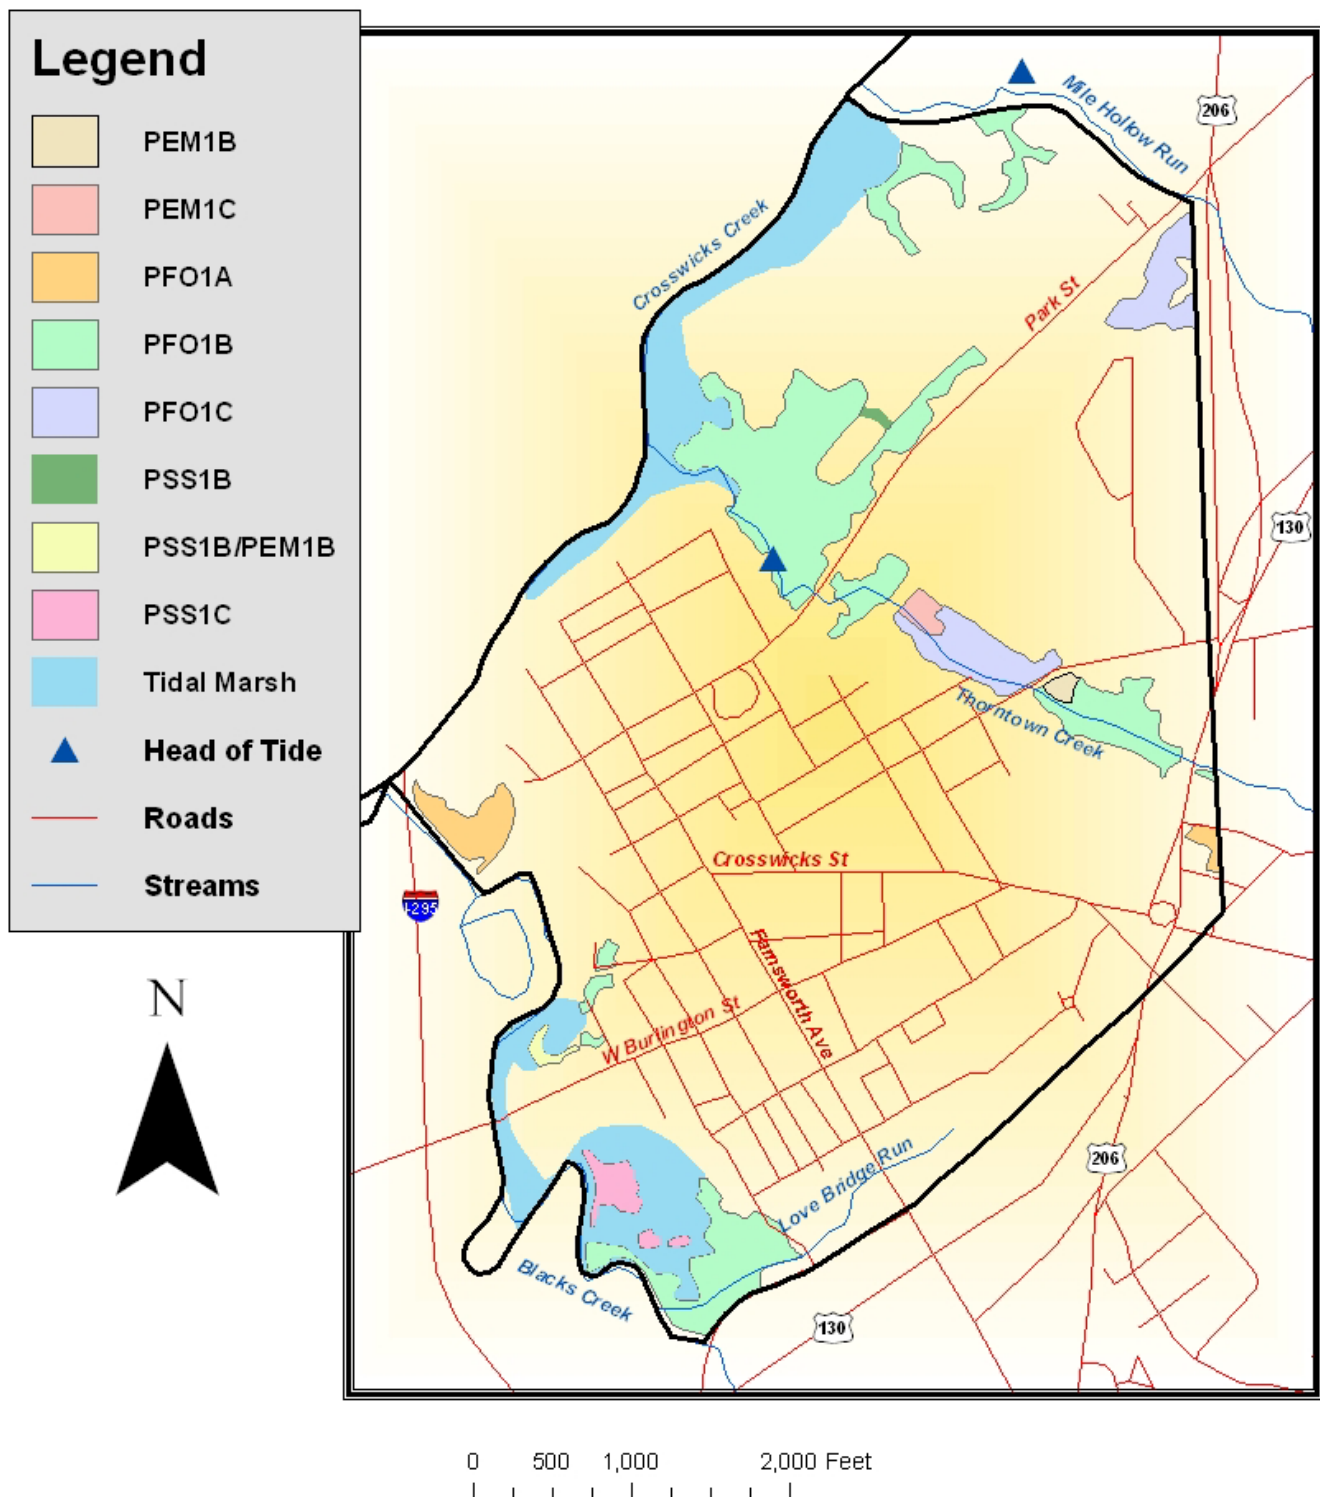 Legend
PEM1B
PEM1C
PFO1A
PFO1B
PFO1C
PSS1B
PSS1B/PEM1B
PSS1C
Tidal Marsh
Head of Tide
Roads
Streams
Mile Hollow Run
206
Crosswicks Creek
Park St
130
Thorntown Creek
Crosswicks St
I-295
Farnsworth Ave
W Burlington St
N
206
Love Bridge Run
Blacks Creek
130
0 500 1,000 2,000 Feet